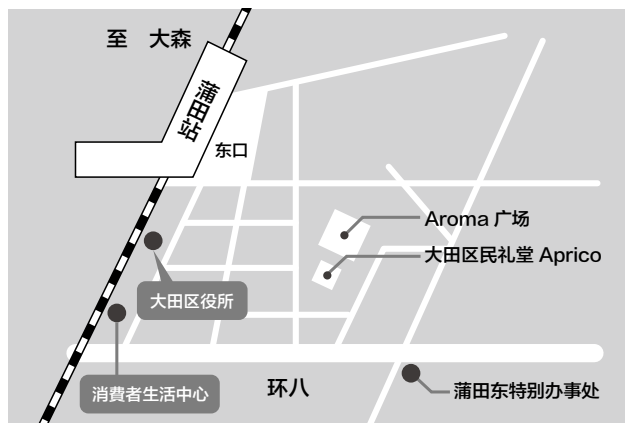 至 大森
蒲田站
东口
Aroma 广场
大田区民礼堂 Aprico
大田区役所
消費者生活中心
环八
蒲田东特别办事处